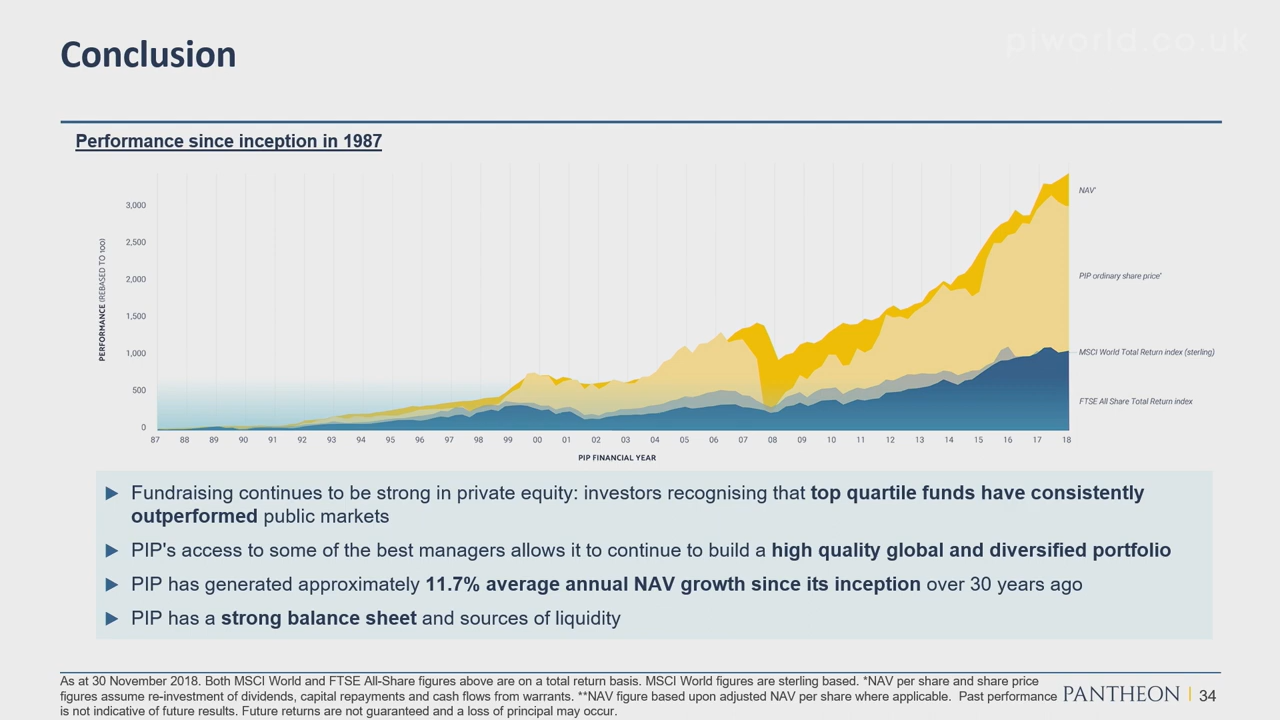 Conclusion
piworld.co.uk
Performance since inception in 1987
PERFORMANCE (REBASED TO 100)
3,000
2,500
2,000
1,500
1,000
500
0
NAV*
PIP ordinary share price*
MSCI World Total Return index (sterling)
FTSE All Share Total Return index
87 88 89 90 91 92 93 94 95 96 97 98 99 00 01 02 03 04 05 06 07 08 09 10 11 12 13 14 15 16 17 18
PIP FINANCIAL YEAR
Fundraising continues to be strong in private equity: investors recognising that top quartile funds have consistently
outperformed public markets
PIP's access to some of the best managers allows it to continue to build a high quality global and diversified portfolio
PIP has generated approximately 11.7% average annual NAV growth since its inception over 30 years ago
PIP has a strong balance sheet and sources of liquidity
As at 30 November 2018. Both MSCI World and FTSE All-Share figures above are on a total return basis. MSCI World figures are sterling based. *NAV per share and share price
figures assume re-investment of dividends, capital repayments and cash flows from warrants. **NAV figure based upon adjusted NAV per share where applicable. Past performance
is not indicative of future results. Future returns are not guaranteed and a loss of principal may occur.
PANTHEON | 34